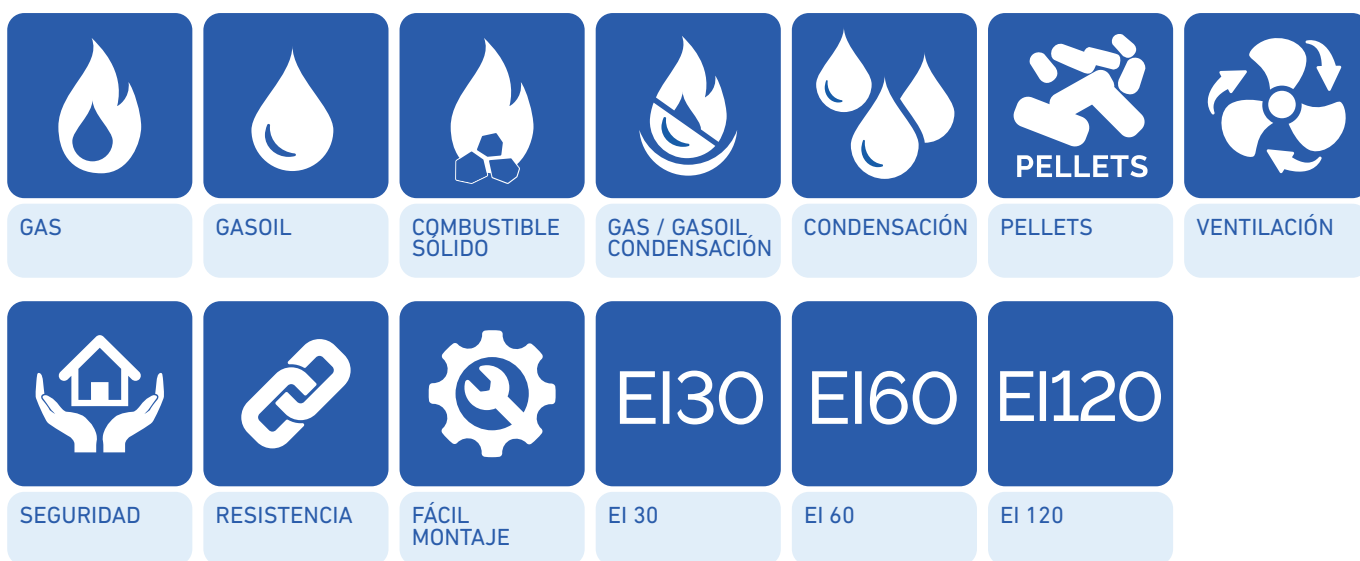 PELLETS
GAS
GASOIL
COMBUSTIBLE
SÓLIDO
GAS / GASOIL
CONDENSACIÓN
CONDENSACIÓN
PELLETS
VENTILACIÓN
EI30
EI60
EI120
SEGURIDAD
RESISTENCIA
FÁCIL
MONTAJE
EI 30
EI 60
EI 120